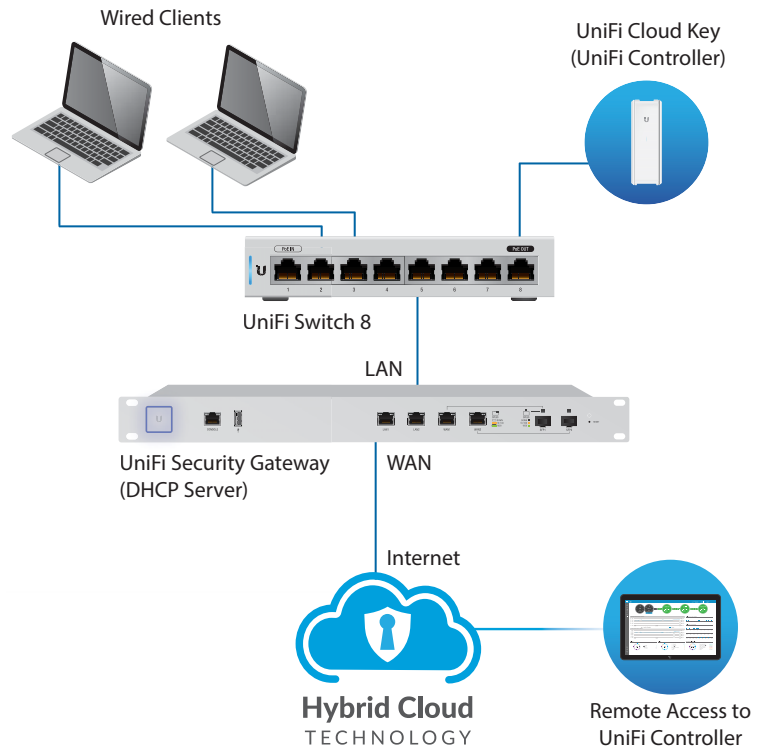 Wired Clients
UniFi Cloud Key
(UniFi Controller)
PoE IN
PoE OUT
1 2 3 4 5 6 7 8
UniFi Switch 8
LAN
UniFi Security Gateway
(DHCP Server)
WAN
Internet
Hybrid Cloud
TECHNOLOGY
Remote Access to
UniFi Controller